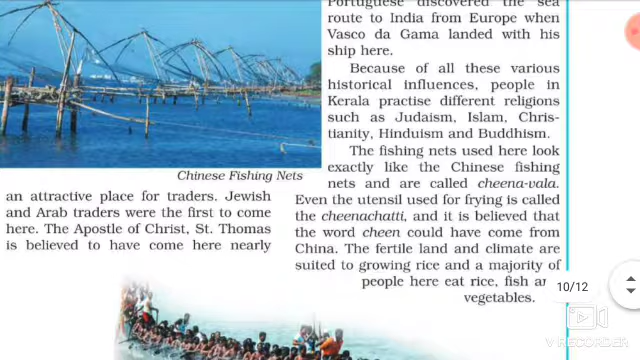 Chinese Fishing Nets
an attractive place for traders. Jewish
and Arab traders were the first to come
here. The Apostle of Christ, St. Thomas
is believed to have come here nearly
Portuguese discovered the sea
route to India from Europe when
Vasco da Gama landed with his
ship here.
Because of all these various
historical influences, people in
Kerala practise different religions
such as Judaism, Islam, Chris-
tianity, Hinduism and Buddhism.
The fishing nets used here look
exactly like the Chinese fishing
nets and are called cheena-vala.
Even the utensil used for frying is called
the cheenachatti, and it is believed that
the word cheen could have come from
China. The fertile land and climate are
suited to growing rice and a majority of
people here eat rice, fish
vegetables.
10/12
V RECORDER